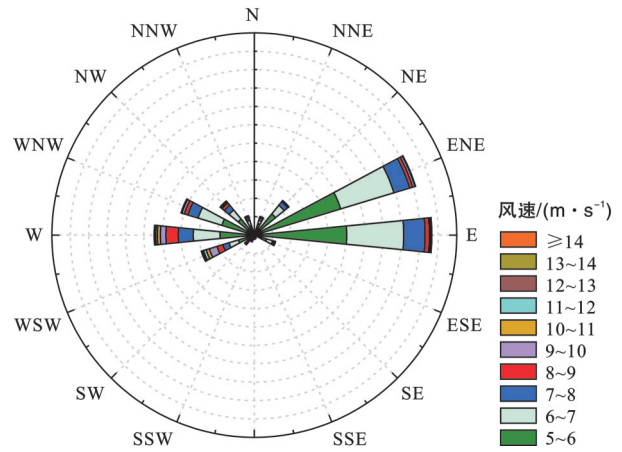 N
NNW
NNE
NW
NE
WNW
ENE
W
E
WSW
ESE
SW
SE
SSW
SSE
风速/(m·s⁻¹)
≥14
13~14
12~13
11~12
10~11
9~10
8~9
7~8
6~7
5~6